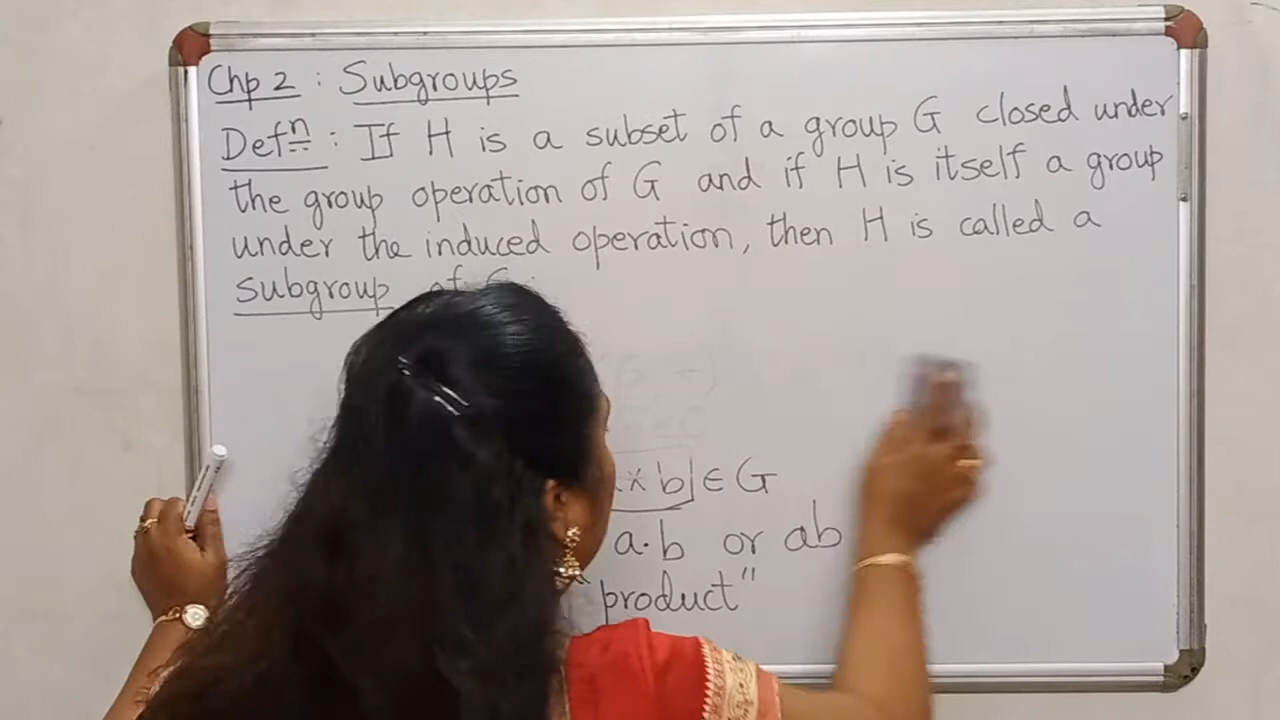 Chp 2 : Subgroups
Defn : If H is a subset of a group G closed under
the group operation of G and if H is itself a group
under the induced operation, then H is called a
subgroup of G
* b ∈ G
a·b or ab
"product"